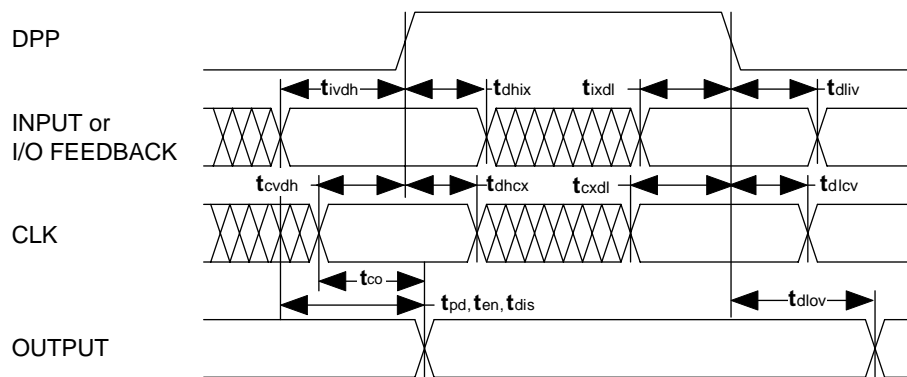 DPP
tivdh tdhix tixdl tdliv
INPUT or
I/O FEEDBACK
tcvdh tdhcx tcxdl tdlcv
CLK
tco
tpd, ten, tdis tdlov
OUTPUT